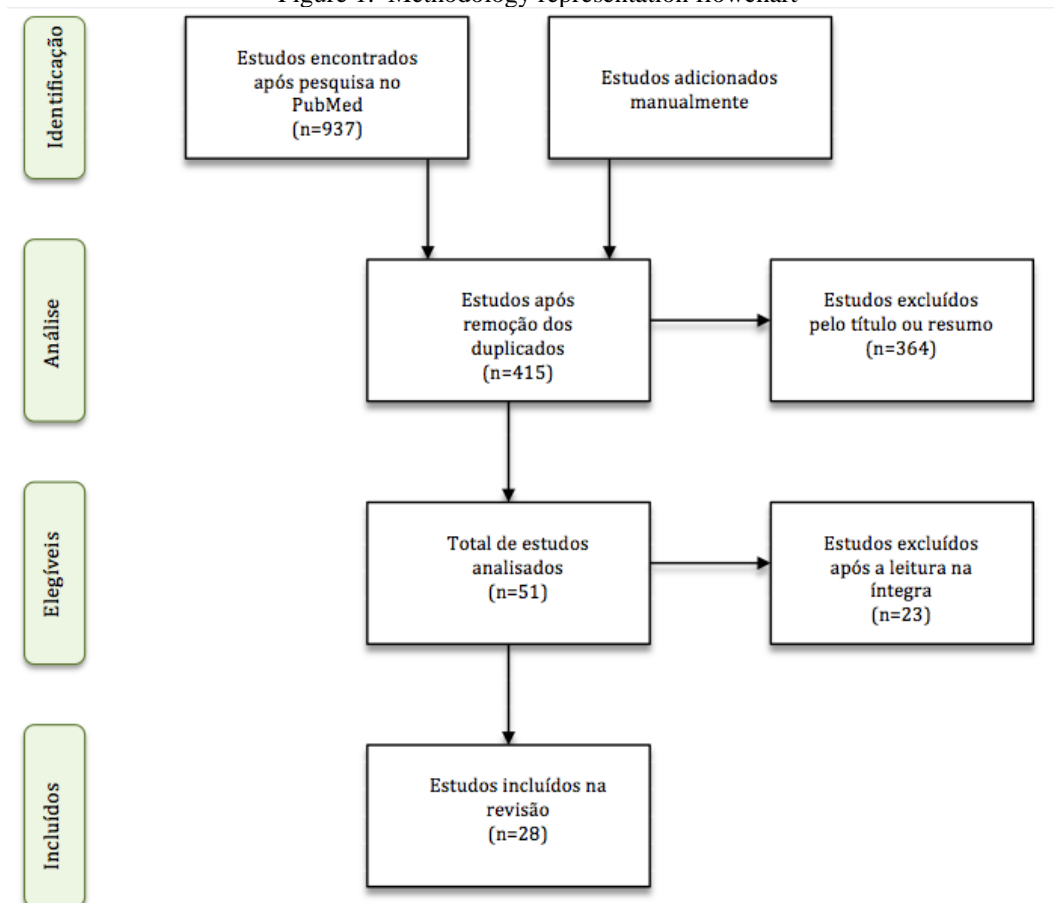 Figure 1. Methodology representation flowchart
Identificação
Estudos encontrados
após pesquisa no
PubMed
(n=937)
Estudos adicionados
manualmente
Análise
Estudos após
remoção dos
duplicados
(n=415)
Estudos excluídos
pelo título ou resumo
(n=364)
Elegíveis
Total de estudos
analisados
(n=51)
Estudos excluídos
após a leitura na
íntegra
(n=23)
Incluídos
Estudos incluídos na
revisão
(n=28)